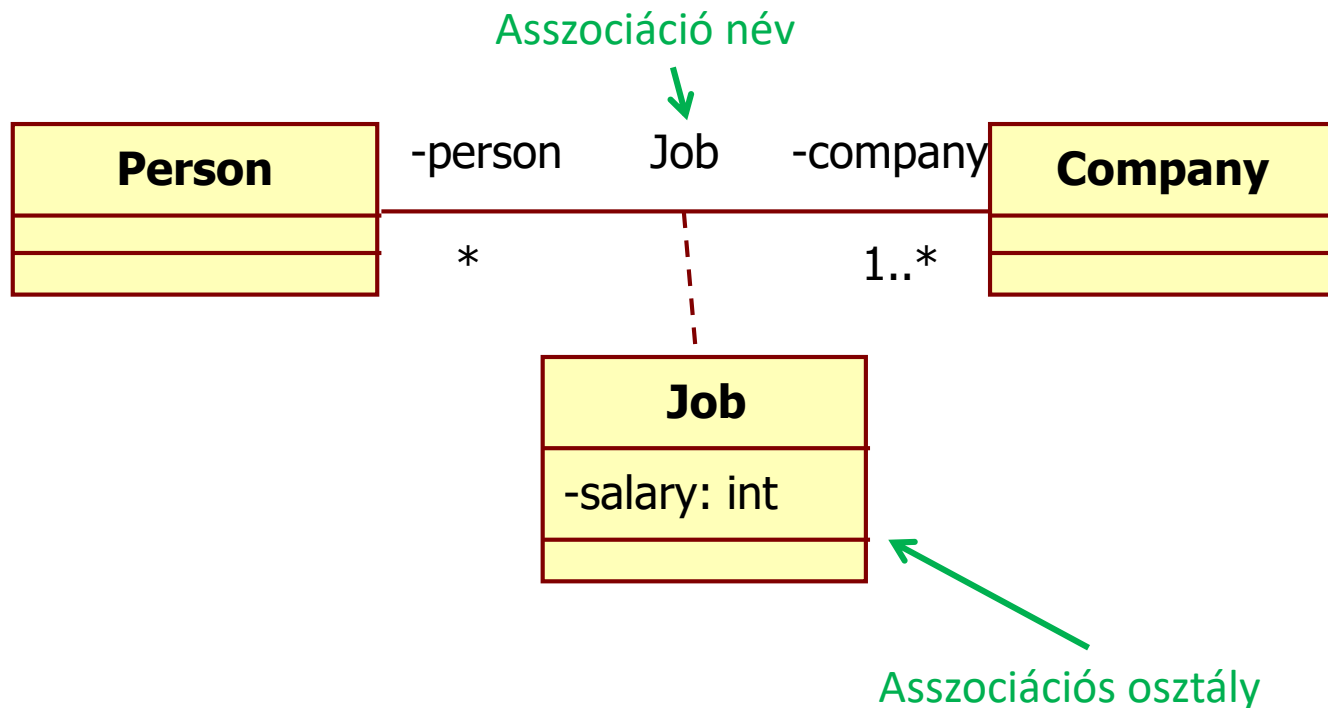 Asszociáció név
Person
-person
Job
-company
Company
*
1..*
Job
-salary: int
Asszociációs osztály